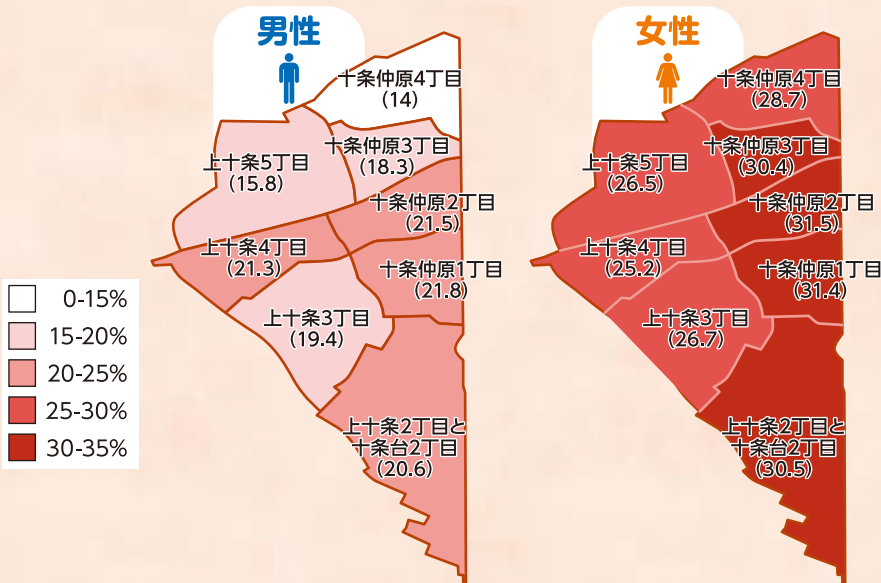 男性
十条仲原4丁目
(14)
十条仲原3丁目
(18.3)
上十条5丁目
(15.8)
十条仲原2丁目
(21.5)
上十条4丁目
(21.3)
十条仲原1丁目
(21.8)
上十条3丁目
(19.4)
上十条2丁目と
十条台2丁目
(20.6)
女性
十条仲原4丁目
(28.7)
十条仲原3丁目
(30.4)
上十条5丁目
(26.5)
十条仲原2丁目
(31.5)
上十条4丁目
(25.2)
十条仲原1丁目
(31.4)
上十条3丁目
(26.7)
上十条2丁目と
十条台2丁目
(30.5)
0-15%
15-20%
20-25%
25-30%
30-35%